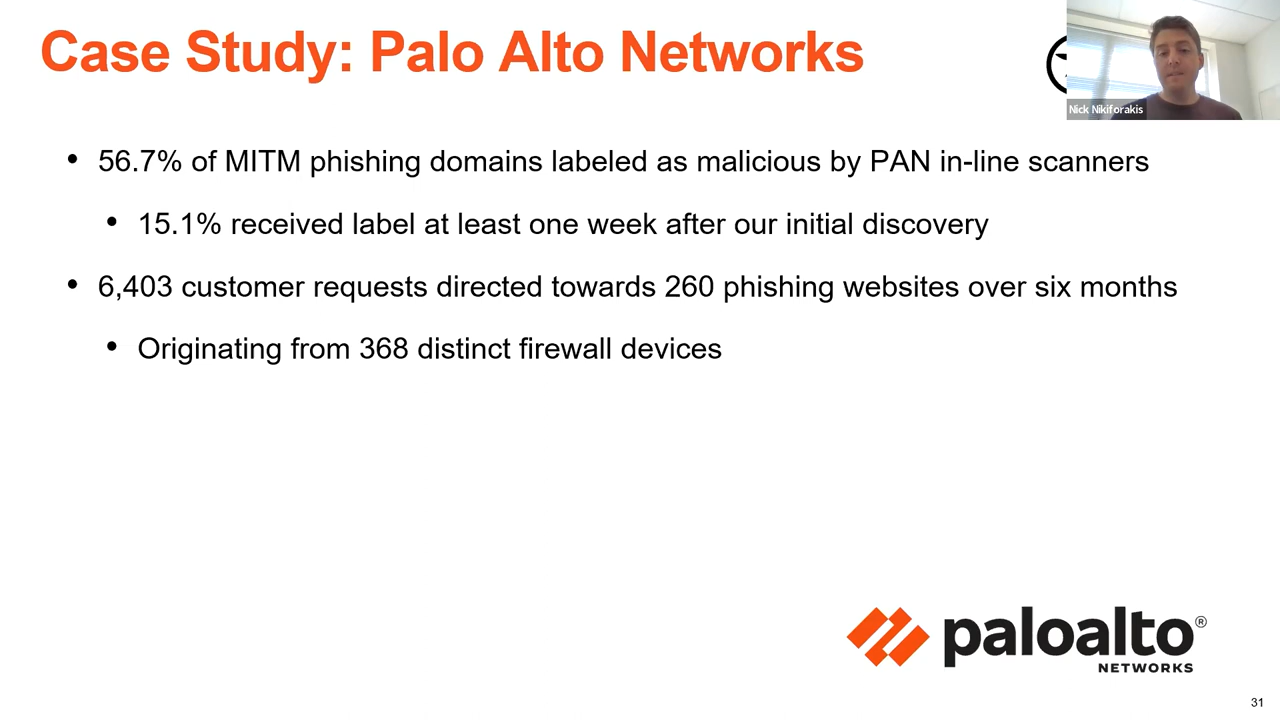 Case Study: Palo Alto Networks
Nick Nikiforakis
• 56.7% of MITM phishing domains labeled as malicious by PAN in-line scanners
• 15.1% received label at least one week after our initial discovery
• 6,403 customer requests directed towards 260 phishing websites over six months
• Originating from 368 distinct firewall devices
paloalto®
NETWORKS
31